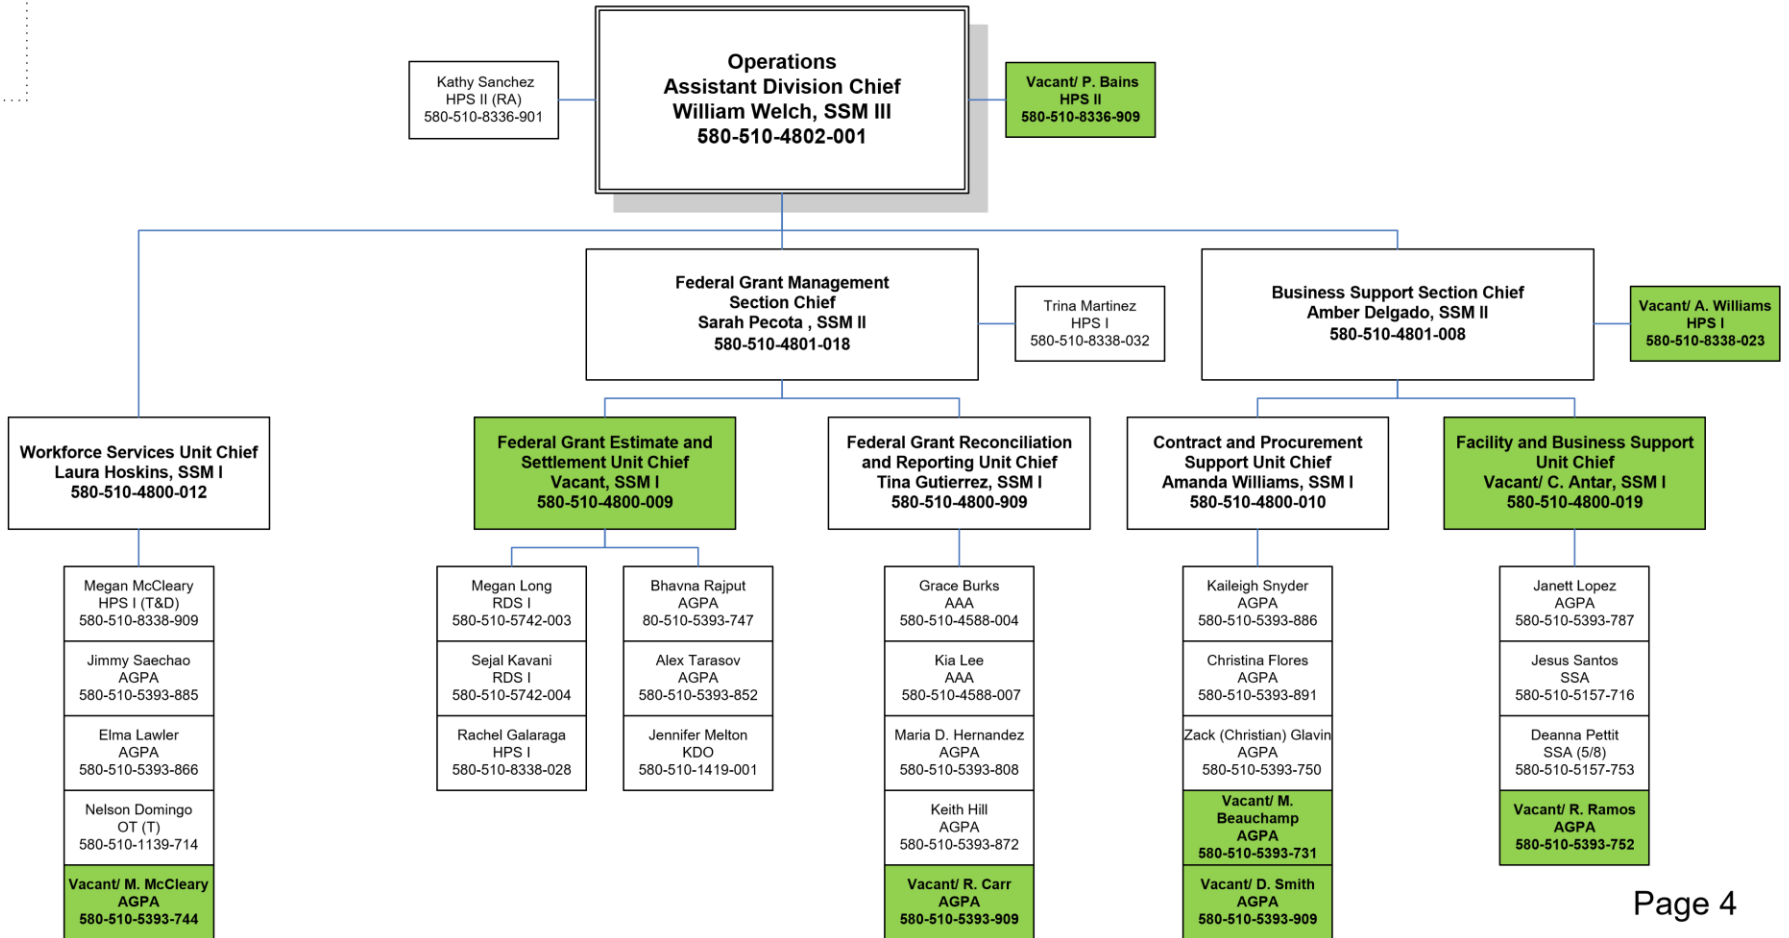 Operations
Assistant Division Chief
William Welch, SSM III
580-510-4802-001
Kathy Sanchez
HPS II (RA)
580-510-8336-901
Vacant/ P. Bains
HPS II
580-510-8336-909
Federal Grant Management
Section Chief
Sarah Pecota , SSM II
580-510-4801-018
Trina Martinez
HPS I
580-510-8338-032
Business Support Section Chief
Amber Delgado, SSM II
580-510-4801-008
Vacant/ A. Williams
HPS I
580-510-8338-023
Workforce Services Unit Chief
Laura Hoskins, SSM I
580-510-4800-012
Federal Grant Estimate and
Settlement Unit Chief
Vacant, SSM I
580-510-4800-009
Federal Grant Reconciliation
and Reporting Unit Chief
Tina Gutierrez, SSM I
580-510-4800-909
Contract and Procurement
Support Unit Chief
Amanda Williams, SSM I
580-510-4800-010
Facility and Business Support
Unit Chief
Vacant/ C. Antar, SSM I
580-510-4800-019
Megan McCleary
HPS I (T&D)
580-510-8338-909
Jimmy Saechao
AGPA
580-510-5393-885
Elma Lawler
AGPA
580-510-5393-866
Nelson Domingo
OT (T)
580-510-1139-714
Vacant/ M. McCleary
AGPA
580-510-5393-744
Megan Long
RDS I
580-510-5742-003
Sejal Kavani
RDS I
580-510-5742-004
Rachel Galaraga
HPS I
580-510-8338-028
Bhavna Rajput
AGPA
80-510-5393-747
Alex Tarasov
AGPA
580-510-5393-852
Jennifer Melton
KDO
580-510-1419-001
Grace Burks
AAA
580-510-4588-004
Kia Lee
AAA
580-510-4588-007
Maria D. Hernandez
AGPA
580-510-5393-808
Keith Hill
AGPA
580-510-5393-872
Vacant/ R. Carr
AGPA
580-510-5393-909
Kaileigh Snyder
AGPA
580-510-5393-886
Christina Flores
AGPA
580-510-5393-891
Zack (Christian) Glavin
AGPA
580-510-5393-750
Vacant/ M.
Beauchamp
AGPA
580-510-5393-731
Vacant/ D. Smith
AGPA
580-510-5393-909
Janett Lopez
AGPA
580-510-5393-787
Jesus Santos
SSA
580-510-5157-716
Deanna Pettit
SSA (5/8)
580-510-5157-753
Vacant/ R. Ramos
AGPA
580-510-5393-752
Page 4